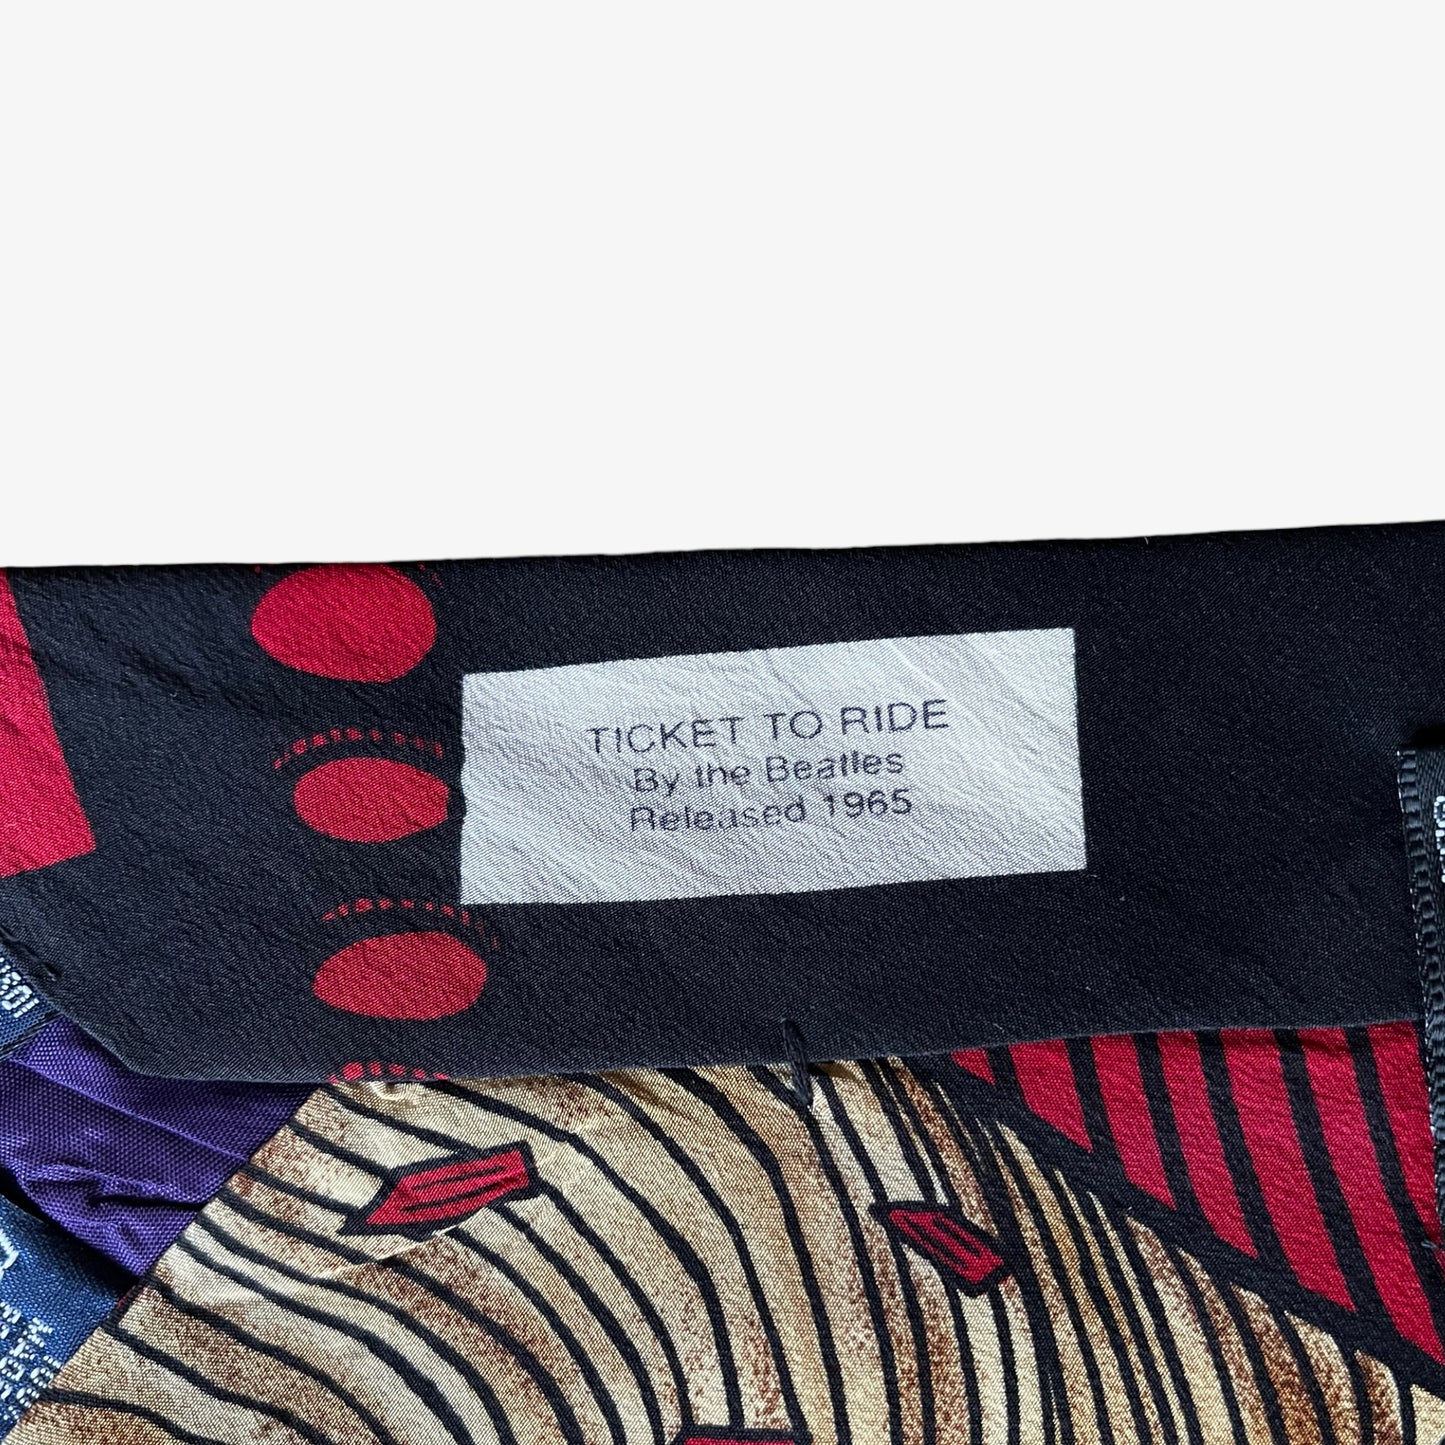 TICKET TO RIDE
By the Beatles
Released 1965